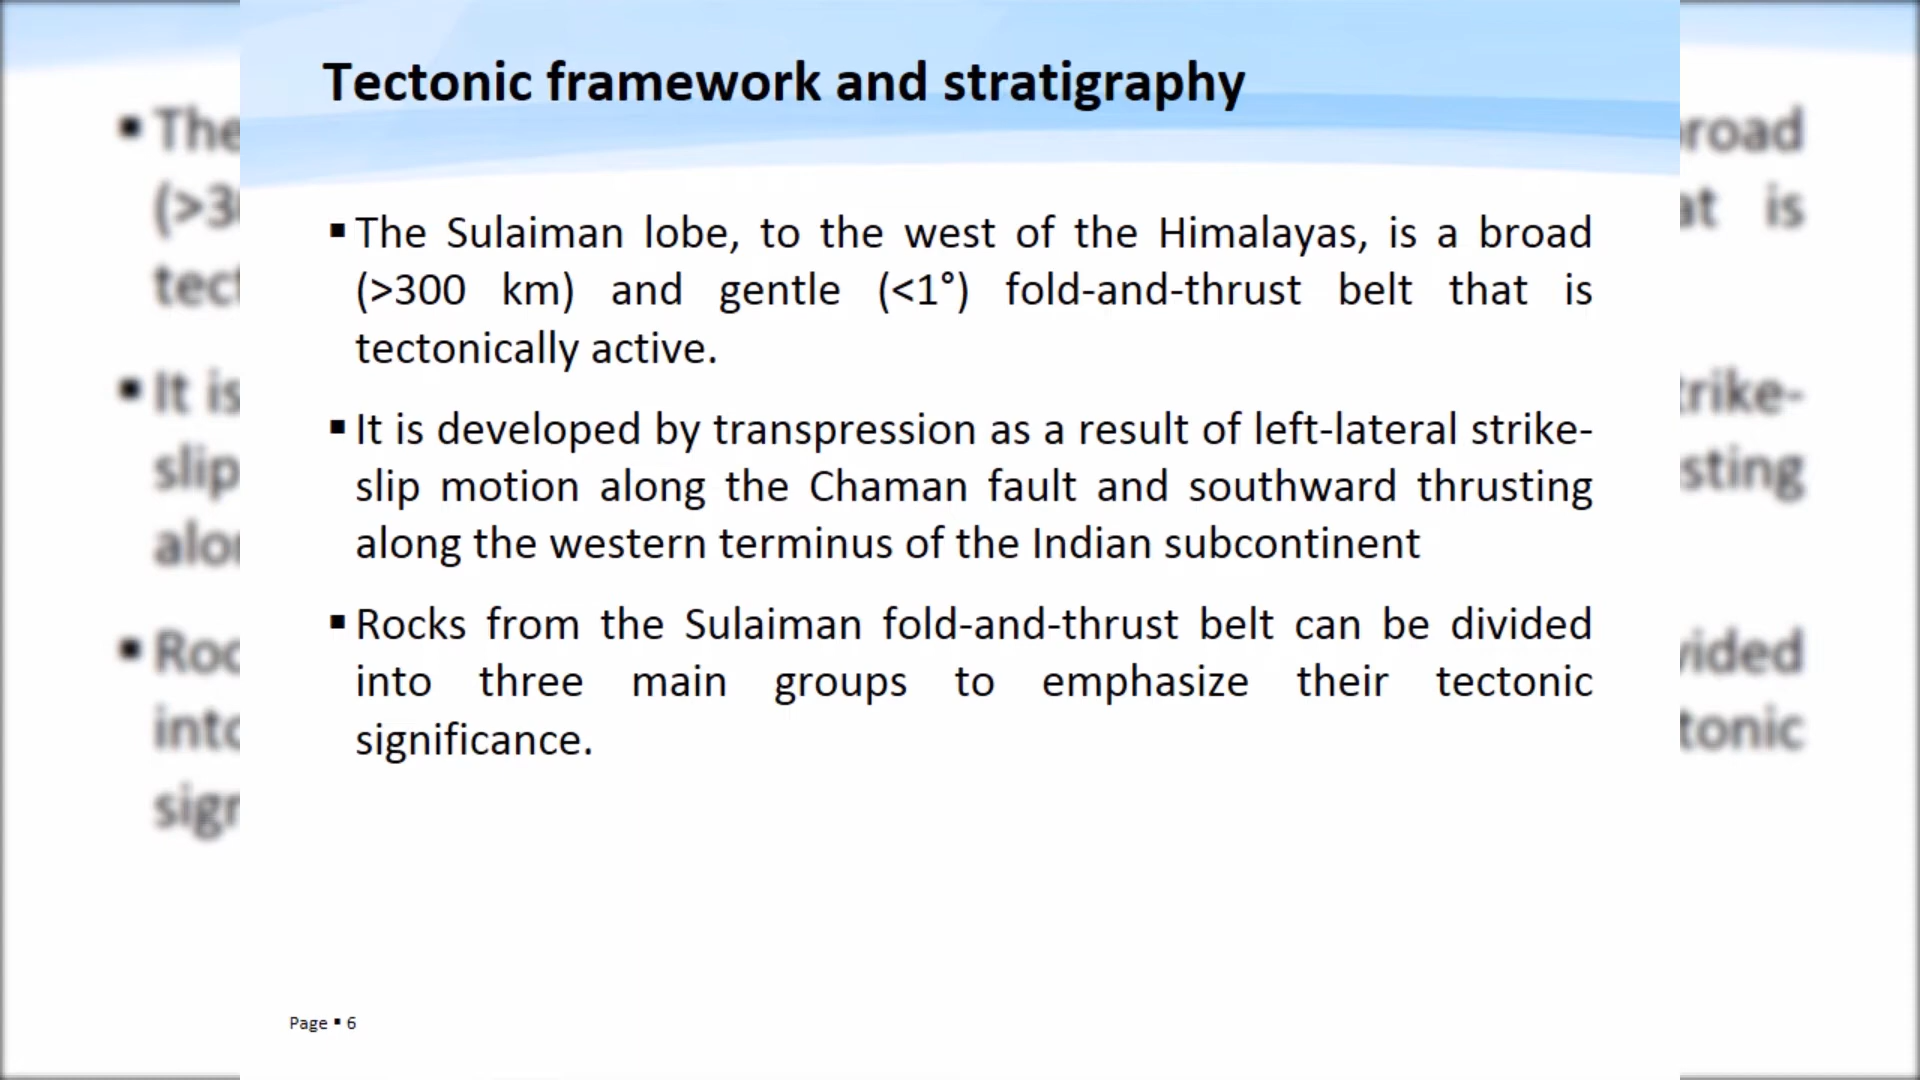 Tectonic framework and stratigraphy
▪ The Sulaiman lobe, to the west of the Himalayas, is a broad
(>300 km) and gentle (<1°) fold-and-thrust belt that is
tectonically active.
▪ It is developed by transpression as a result of left-lateral strike-
slip motion along the Chaman fault and southward thrusting
along the western terminus of the Indian subcontinent
▪ Rocks from the Sulaiman fold-and-thrust belt can be divided
into three main groups to emphasize their tectonic
significance.
Page ▪ 6